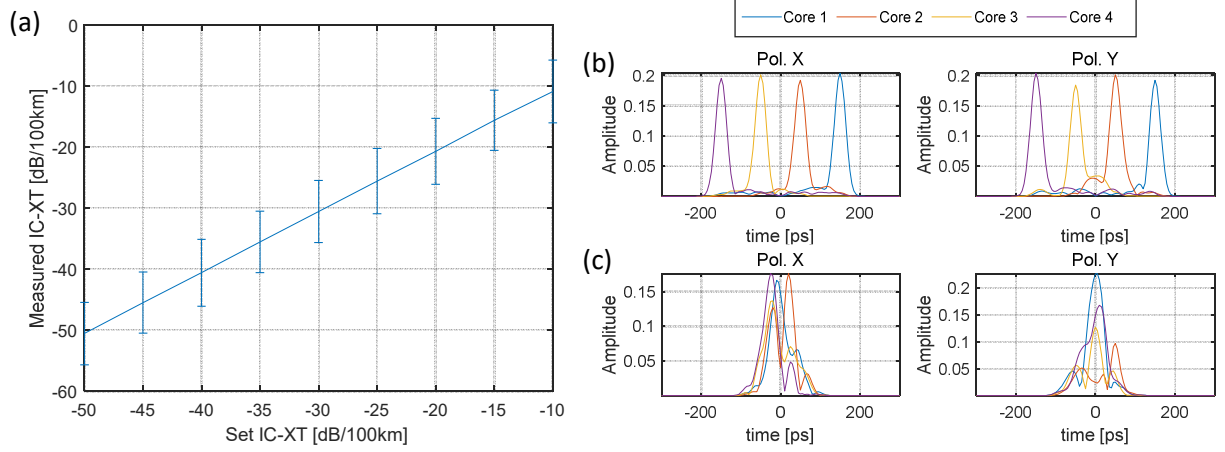 (a)
0
-10
-20
-30
-40
-50
-60
Measured IC-XT [dB/100km]
-50 -45 -40 -35 -30 -25 -20 -15 -10
Set IC-XT [dB/100km]
Core 1 Core 2 Core 3 Core 4
(b)
Pol. X
0.2
0.15
0.1
0.05
Amplitude
-200 0 200
time [ps]
Pol. Y
0.2
0.15
0.1
0.05
Amplitude
-200 0 200
time [ps]
(c)
Pol. X
0.15
0.1
0.05
Amplitude
-200 0 200
time [ps]
Pol. Y
0.2
0.15
0.1
0.05
Amplitude
-200 0 200
time [ps]